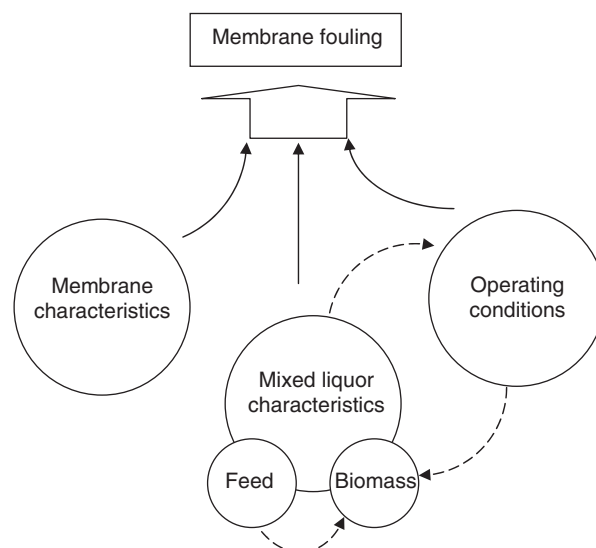 Membrane fouling
Membrane
characteristics
Operating
conditions
Mixed liquor
characteristics
Feed
Biomass